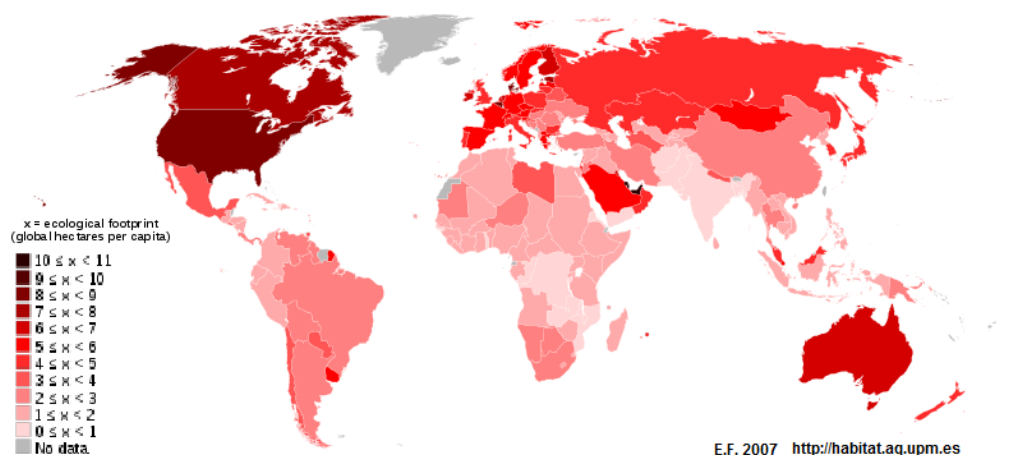 x = ecological footprint
(global hectares per capita)
10 ≤ x < 11
9 ≤ x < 10
8 ≤ x < 9
7 ≤ x < 8
6 ≤ x < 7
5 ≤ x < 6
4 ≤ x < 5
3 ≤ x < 4
2 ≤ x < 3
1 ≤ x < 2
0 ≤ x < 1
No data
E.F. 2007 http://habitat.aq.upm.es